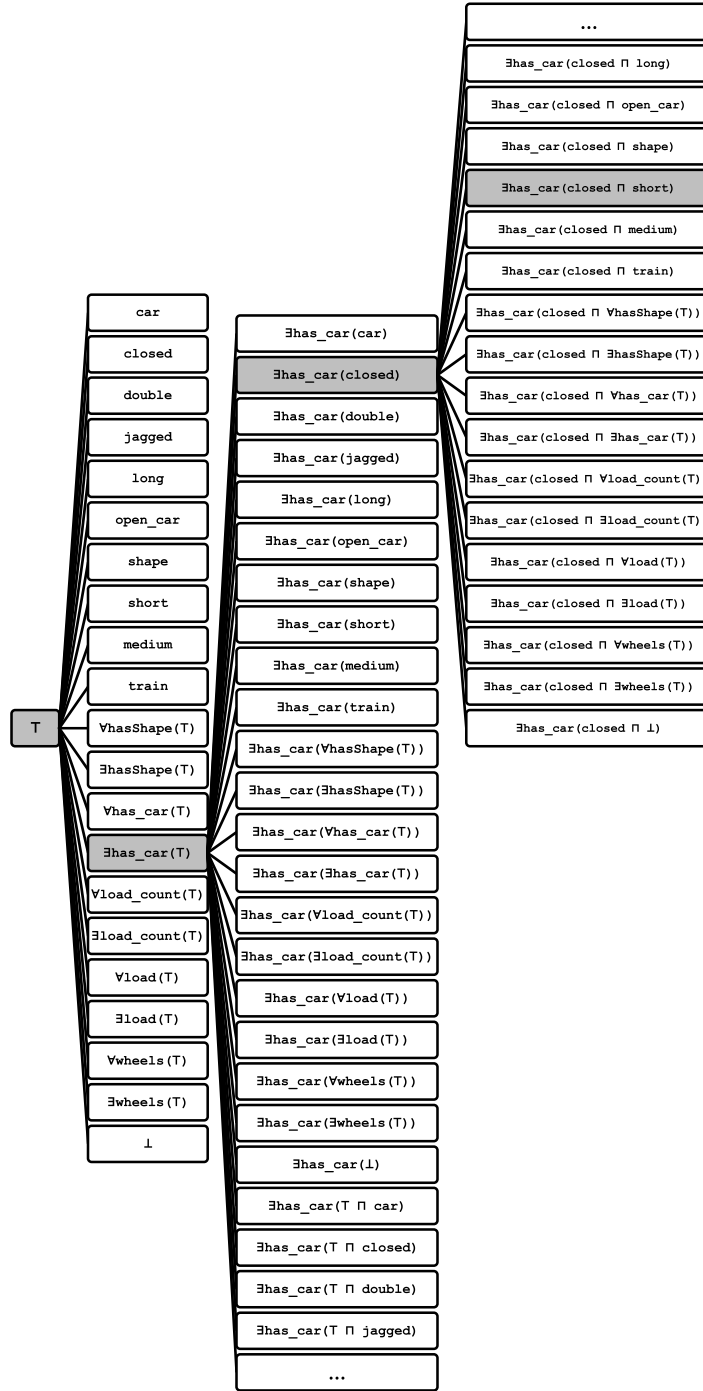 ⊤
car
closed
double
jagged
long
open_car
shape
short
medium
train
∀hasShape(⊤)
∃hasShape(⊤)
∀has_car(⊤)
∃has_car(⊤)
∀load_count(⊤)
∃load_count(⊤)
∀load(⊤)
∃load(⊤)
∀wheels(⊤)
∃wheels(⊤)
⊥
∃has_car(car)
∃has_car(closed)
∃has_car(double)
∃has_car(jagged)
∃has_car(long)
∃has_car(open_car)
∃has_car(shape)
∃has_car(short)
∃has_car(medium)
∃has_car(train)
∃has_car(∀hasShape(⊤))
∃has_car(∃hasShape(⊤))
∃has_car(∀has_car(⊤))
∃has_car(∃has_car(⊤))
∃has_car(∀load_count(⊤))
∃has_car(∃load_count(⊤))
∃has_car(∀load(⊤))
∃has_car(∃load(⊤))
∃has_car(∀wheels(⊤))
∃has_car(∃wheels(⊤))
∃has_car(⊥)
∃has_car(⊤ ⊓ car)
∃has_car(⊤ ⊓ closed)
∃has_car(⊤ ⊓ double)
∃has_car(⊤ ⊓ jagged)
...
...
∃has_car(closed ⊓ long)
∃has_car(closed ⊓ open_car)
∃has_car(closed ⊓ shape)
∃has_car(closed ⊓ short)
∃has_car(closed ⊓ medium)
∃has_car(closed ⊓ train)
∃has_car(closed ⊓ ∀hasShape(⊤))
∃has_car(closed ⊓ ∃hasShape(⊤))
∃has_car(closed ⊓ ∀has_car(⊤))
∃has_car(closed ⊓ ∃has_car(⊤))
∃has_car(closed ⊓ ∀load_count(⊤)
∃has_car(closed ⊓ ∃load_count(⊤)
∃has_car(closed ⊓ ∀load(⊤))
∃has_car(closed ⊓ ∃load(⊤))
∃has_car(closed ⊓ ∀wheels(⊤))
∃has_car(closed ⊓ ∃wheels(⊤))
∃has_car(closed ⊓ ⊥)